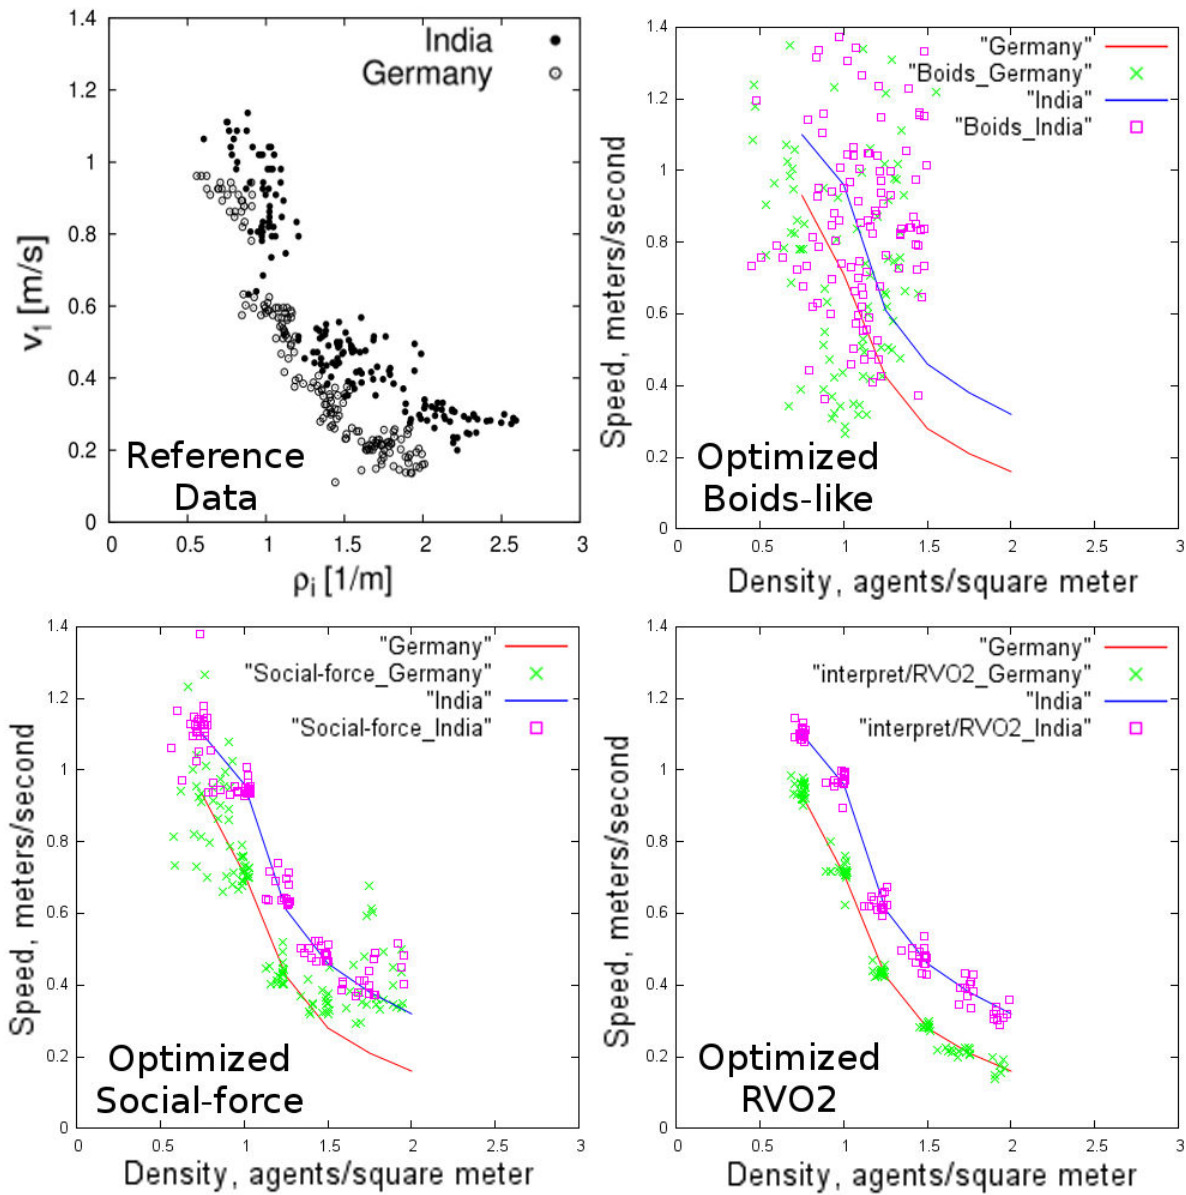 1.4
1.2
1
0.8
0.6
0.4
0.2
0
0
0.5
1
1.5
2
2.5
3
v₁ [m/s]
ρᵢ [1/m]
India
Germany
Reference
Data
1.4
1.2
1
0.8
0.6
0.4
0.2
0
0
0.5
1
1.5
2
2.5
3
Speed, meters/second
Density, agents/square meter
"Germany"
"Boids_Germany"
"India"
"Boids_India"
Optimized
Boids-like
1.4
1.2
1
0.8
0.6
0.4
0.2
0
0
0.5
1
1.5
2
2.5
3
Speed, meters/second
Density, agents/square meter
"Germany"
"Social-force_Germany"
"India"
"Social-force_India"
Optimized
Social-force
1.4
1.2
1
0.8
0.6
0.4
0.2
0
0
0.5
1
1.5
2
2.5
3
Speed, meters/second
Density, agents/square meter
"Germany"
"interpret/RVO2_Germany"
"India"
"interpret/RVO2_India"
Optimized
RVO2